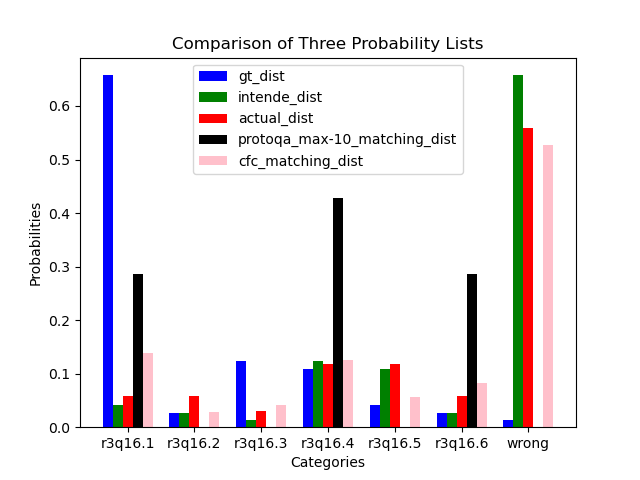 Comparison of Three Probability Lists
gt_dist
intende_dist
actual_dist
protoqa_max-10_matching_dist
cfc_matching_dist
Probabilities
0.6
0.5
0.4
0.3
0.2
0.1
0.0
r3q16.1 r3q16.2 r3q16.3 r3q16.4 r3q16.5 r3q16.6 wrong
Categories